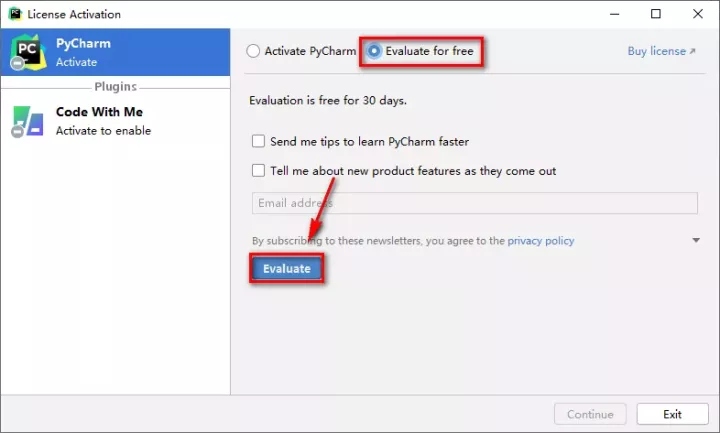 License Activation
PC
PyCharm
Activate
Plugins
Code With Me
Activate to enable
Activate PyCharm Evaluate for free Buy license ↗
Evaluation is free for 30 days.
Send me tips to learn PyCharm faster
Tell me about new product features as they come out
Email address
By subscribing to these newsletters, you agree to the privacy policy
Evaluate
Continue Exit